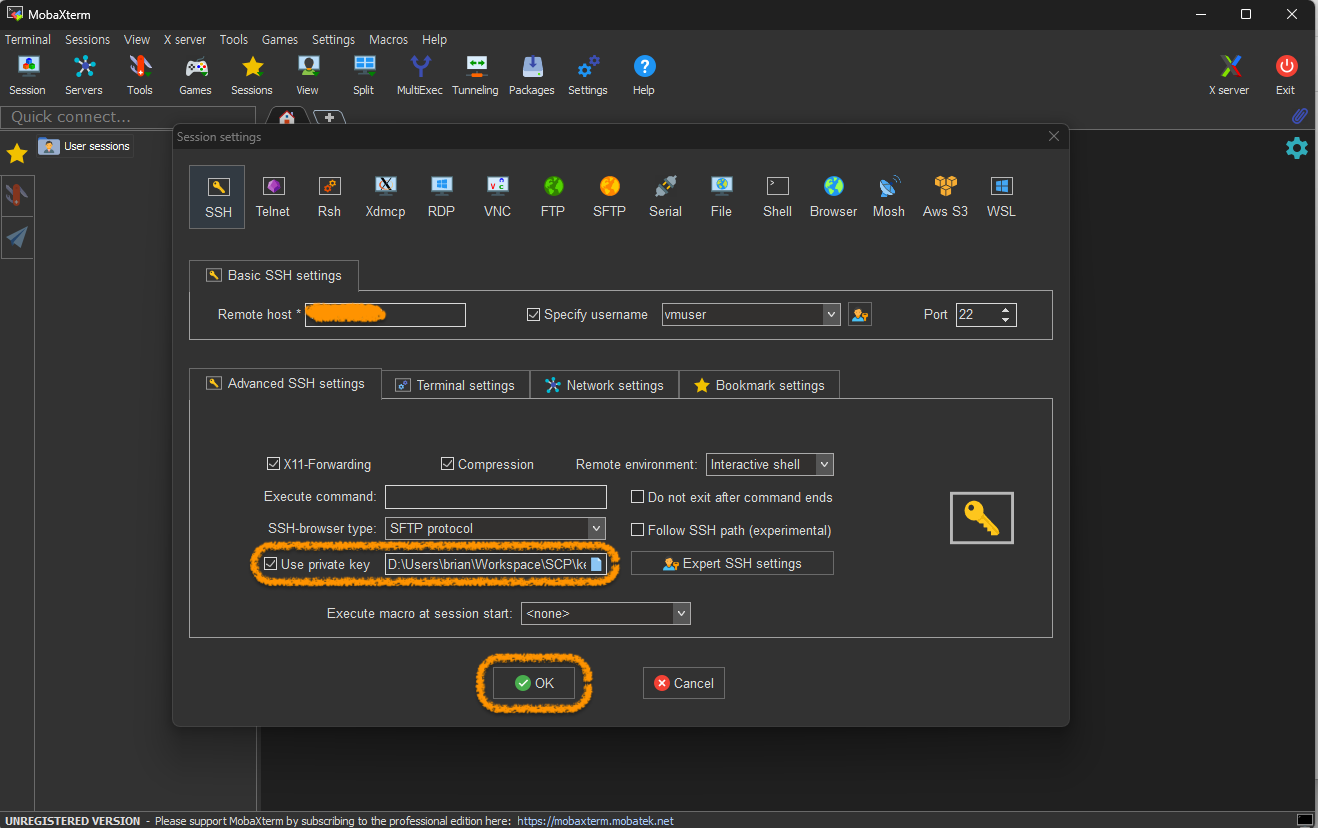 MobaXterm
Terminal Sessions View X server Tools Games Settings Macros Help
Session Servers Tools Games Sessions View Split MultiExec Tunneling Packages Settings Help X server Exit
Quick connect...
User sessions
Session settings
SSH Telnet Rsh Xdmcp RDP VNC FTP SFTP Serial File Shell Browser Mosh Aws S3 WSL
Basic SSH settings
Remote host * Specify username vmuser Port 22
Advanced SSH settings Terminal settings Network settings Bookmark settings
X11-Forwarding Compression Remote environment: Interactive shell
Execute command: Do not exit after command ends
SSH-browser type: SFTP protocol Follow SSH path (experimental)
Use private key D:\Users\brian\Workspace\SCP\ke Expert SSH settings
Execute macro at session start: <none>
OK Cancel
UNREGISTERED VERSION - Please support MobaXterm by subscribing to the professional edition here: https://mobaxterm.mobatek.net